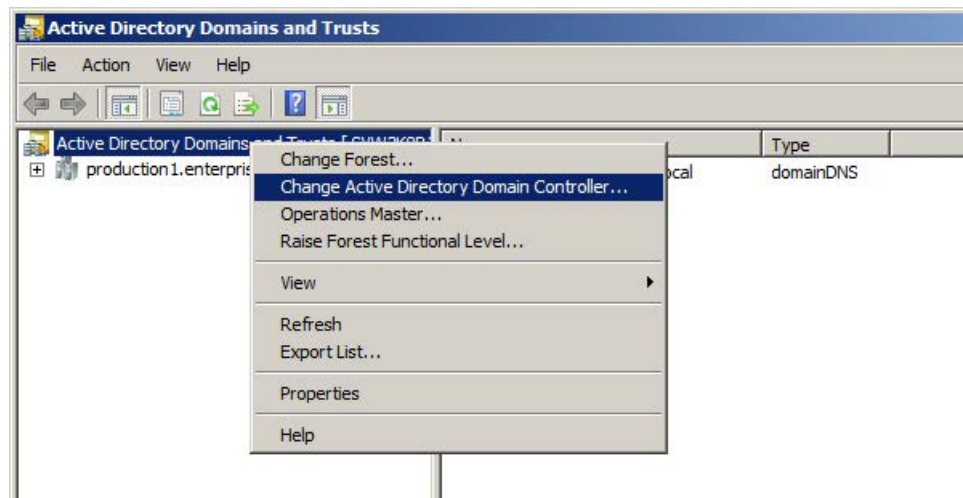 Active Directory Domains and Trusts
File Action View Help
Active Directory Domains
Type
production1.enterpris
ocal
domainDNS
Change Forest...
Change Active Directory Domain Controller...
Operations Master...
Raise Forest Functional Level...
View
Refresh
Export List...
Properties
Help